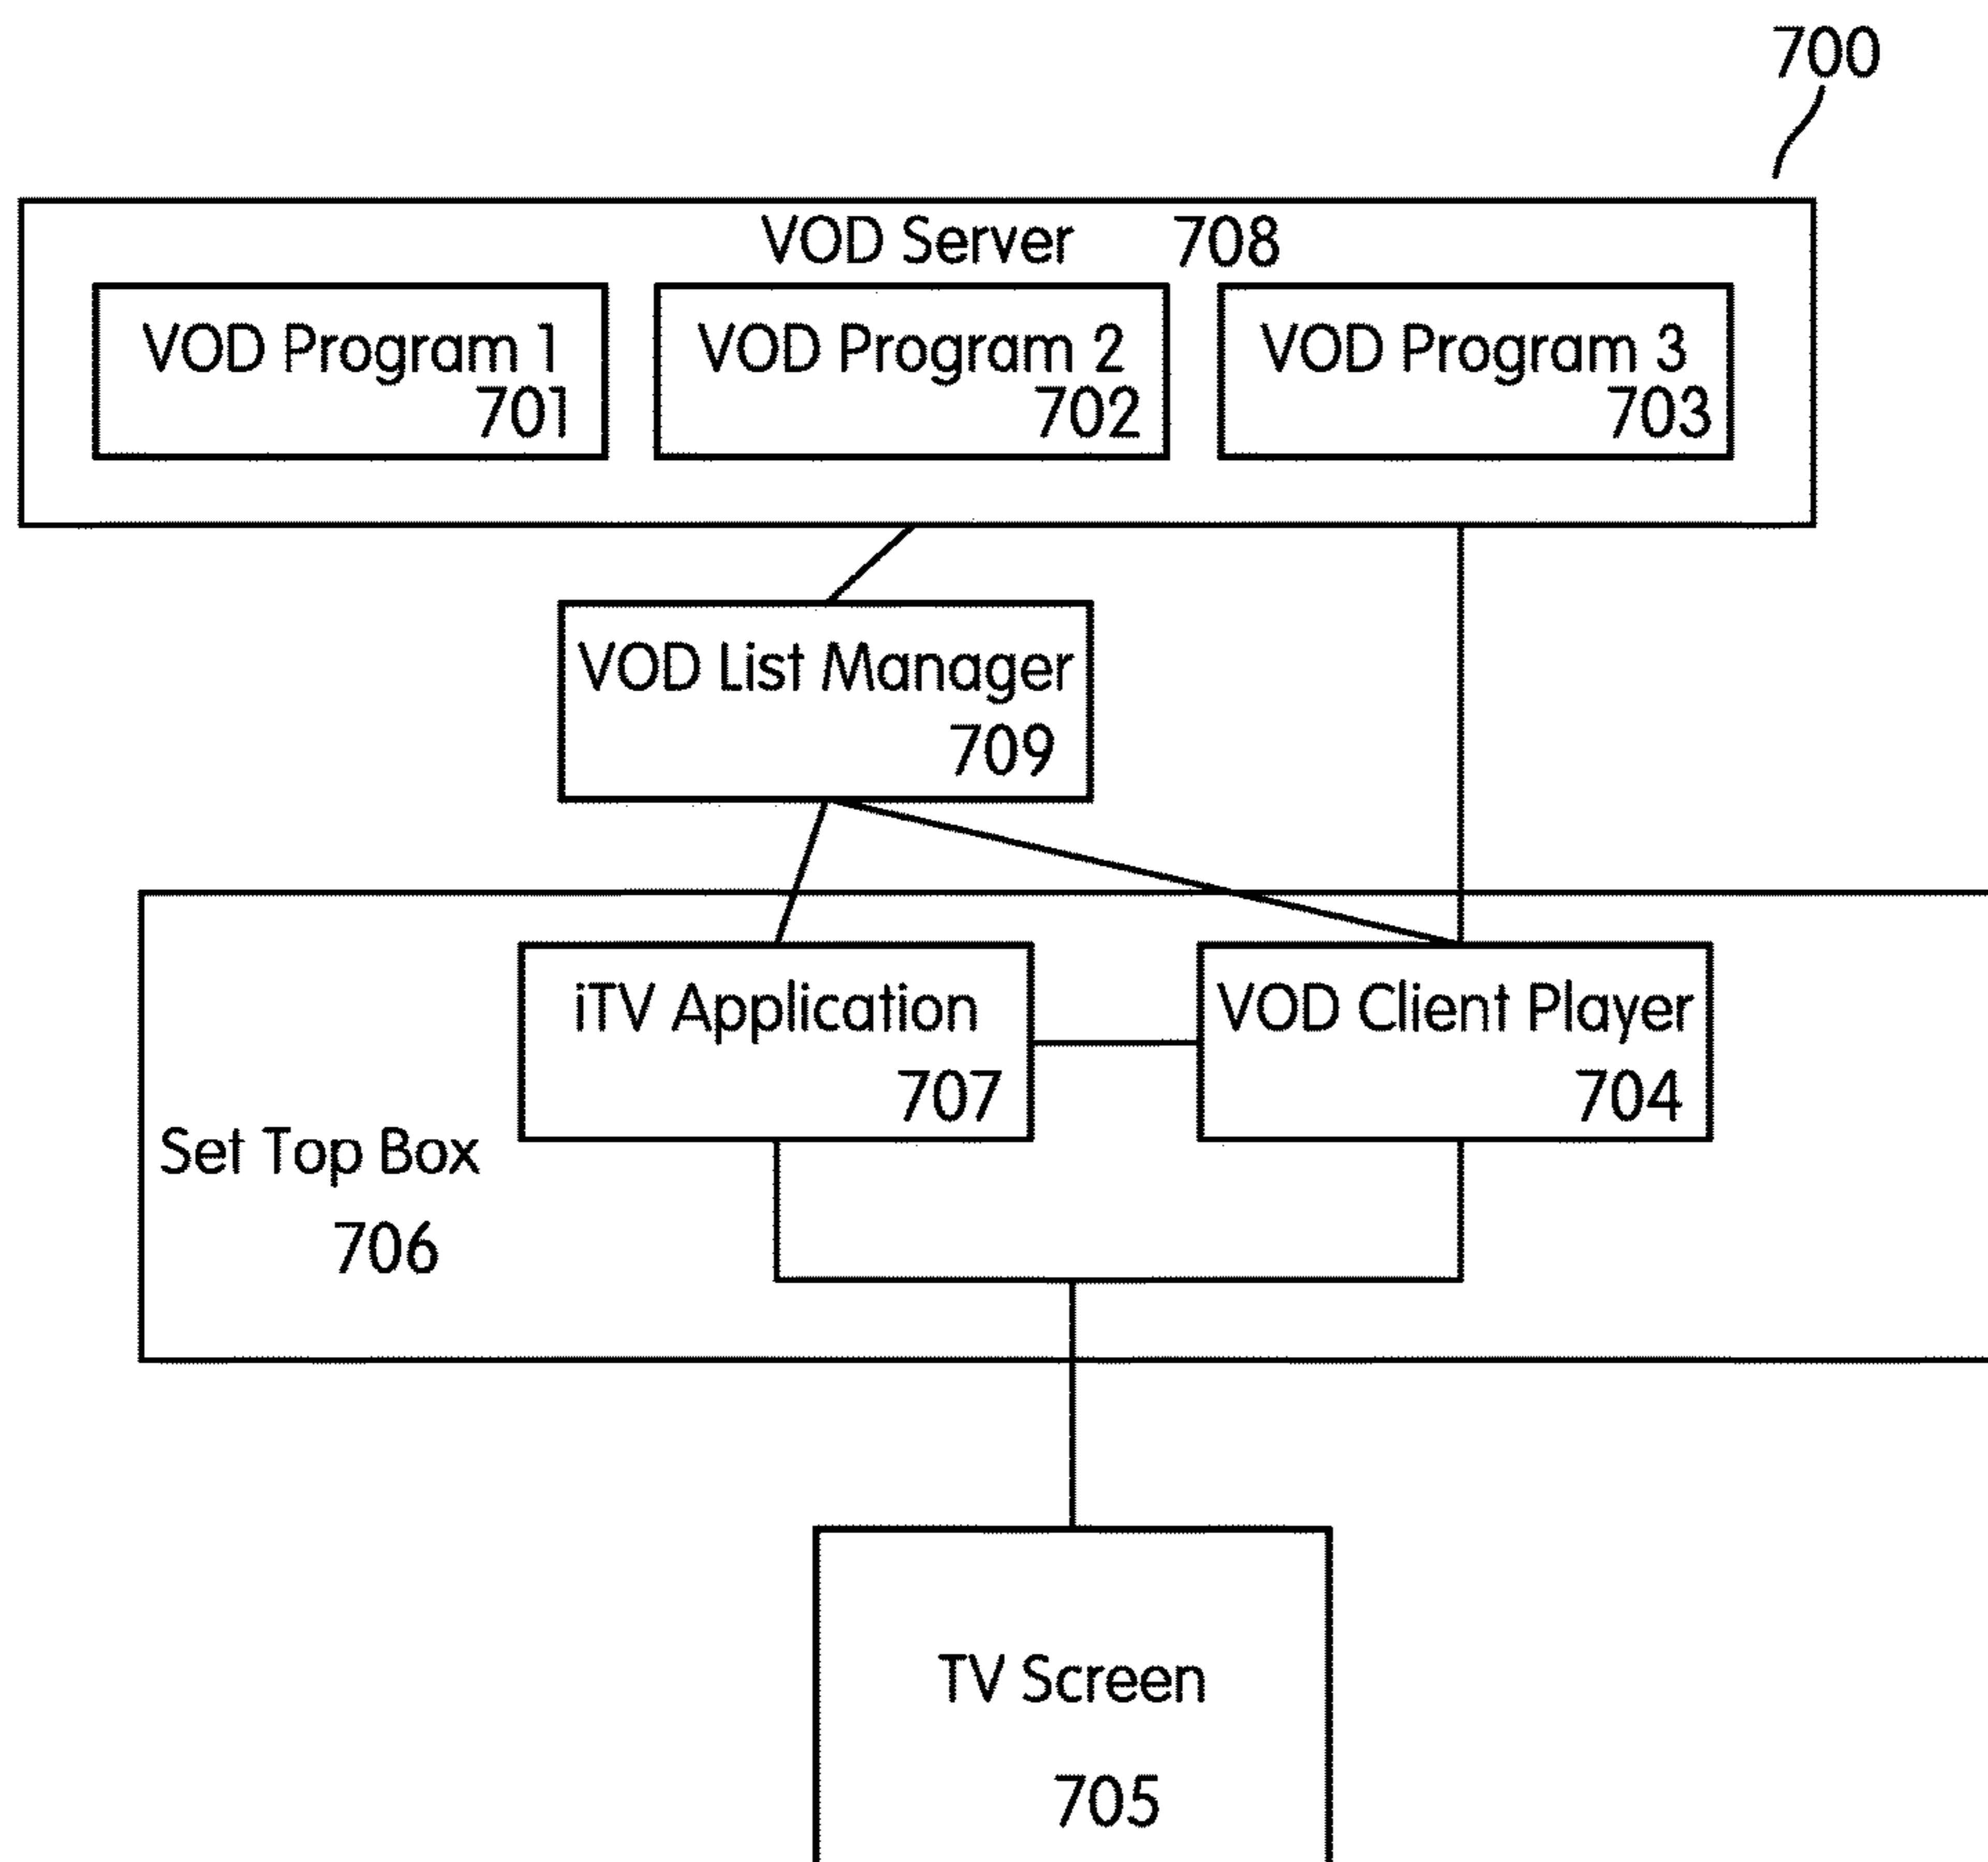 700
VOD Server 708
VOD Program 1
701
VOD Program 2
702
VOD Program 3
703
VOD List Manager
709
iTV Application
707
VOD Client Player
704
Set Top Box
706
TV Screen
705